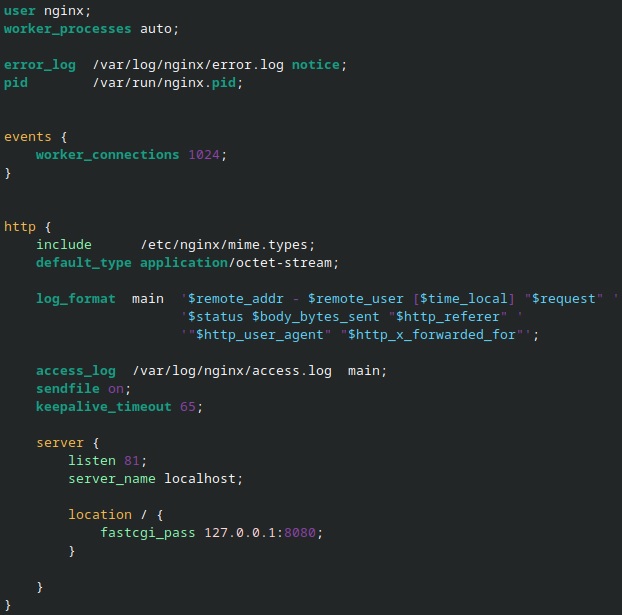 user nginx;
worker_processes auto;
error_log  /var/log/nginx/error.log notice;
pid        /var/run/nginx.pid;
events {
    worker_connections 1024;
}
http {
    include      /etc/nginx/mime.types;
    default_type application/octet-stream;
    log_format  main  '$remote_addr - $remote_user [$time_local] "$request" '
                      '$status $body_bytes_sent "$http_referer" '
                      '"$http_user_agent" "$http_x_forwarded_for"';
    access_log  /var/log/nginx/access.log  main;
    sendfile on;
    keepalive_timeout 65;
    server {
        listen 81;
        server_name localhost;
        location / {
            fastcgi_pass 127.0.0.1:8080;
        }
    }
}